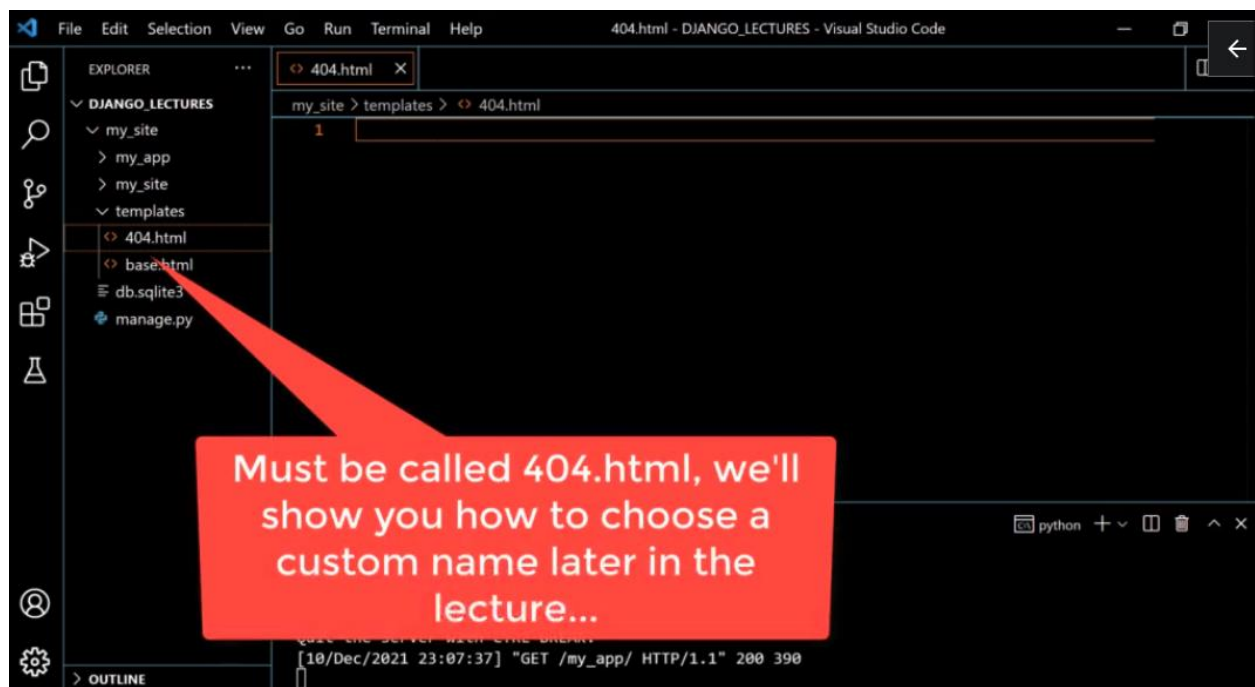 File Edit Selection View Go Run Terminal Help 404.html - DJANGO_LECTURES - Visual Studio Code
EXPLORER
404.html
DJANGO_LECTURES
my_site > templates > 404.html
my_site
1
my_app
my_site
templates
404.html
base.html
db.sqlite3
manage.py
Must be called 404.html, we'll
show you how to choose a
custom name later in the
lecture...
python
[10/Dec/2021 23:07:37] "GET /my_app/ HTTP/1.1" 200 390
OUTLINE